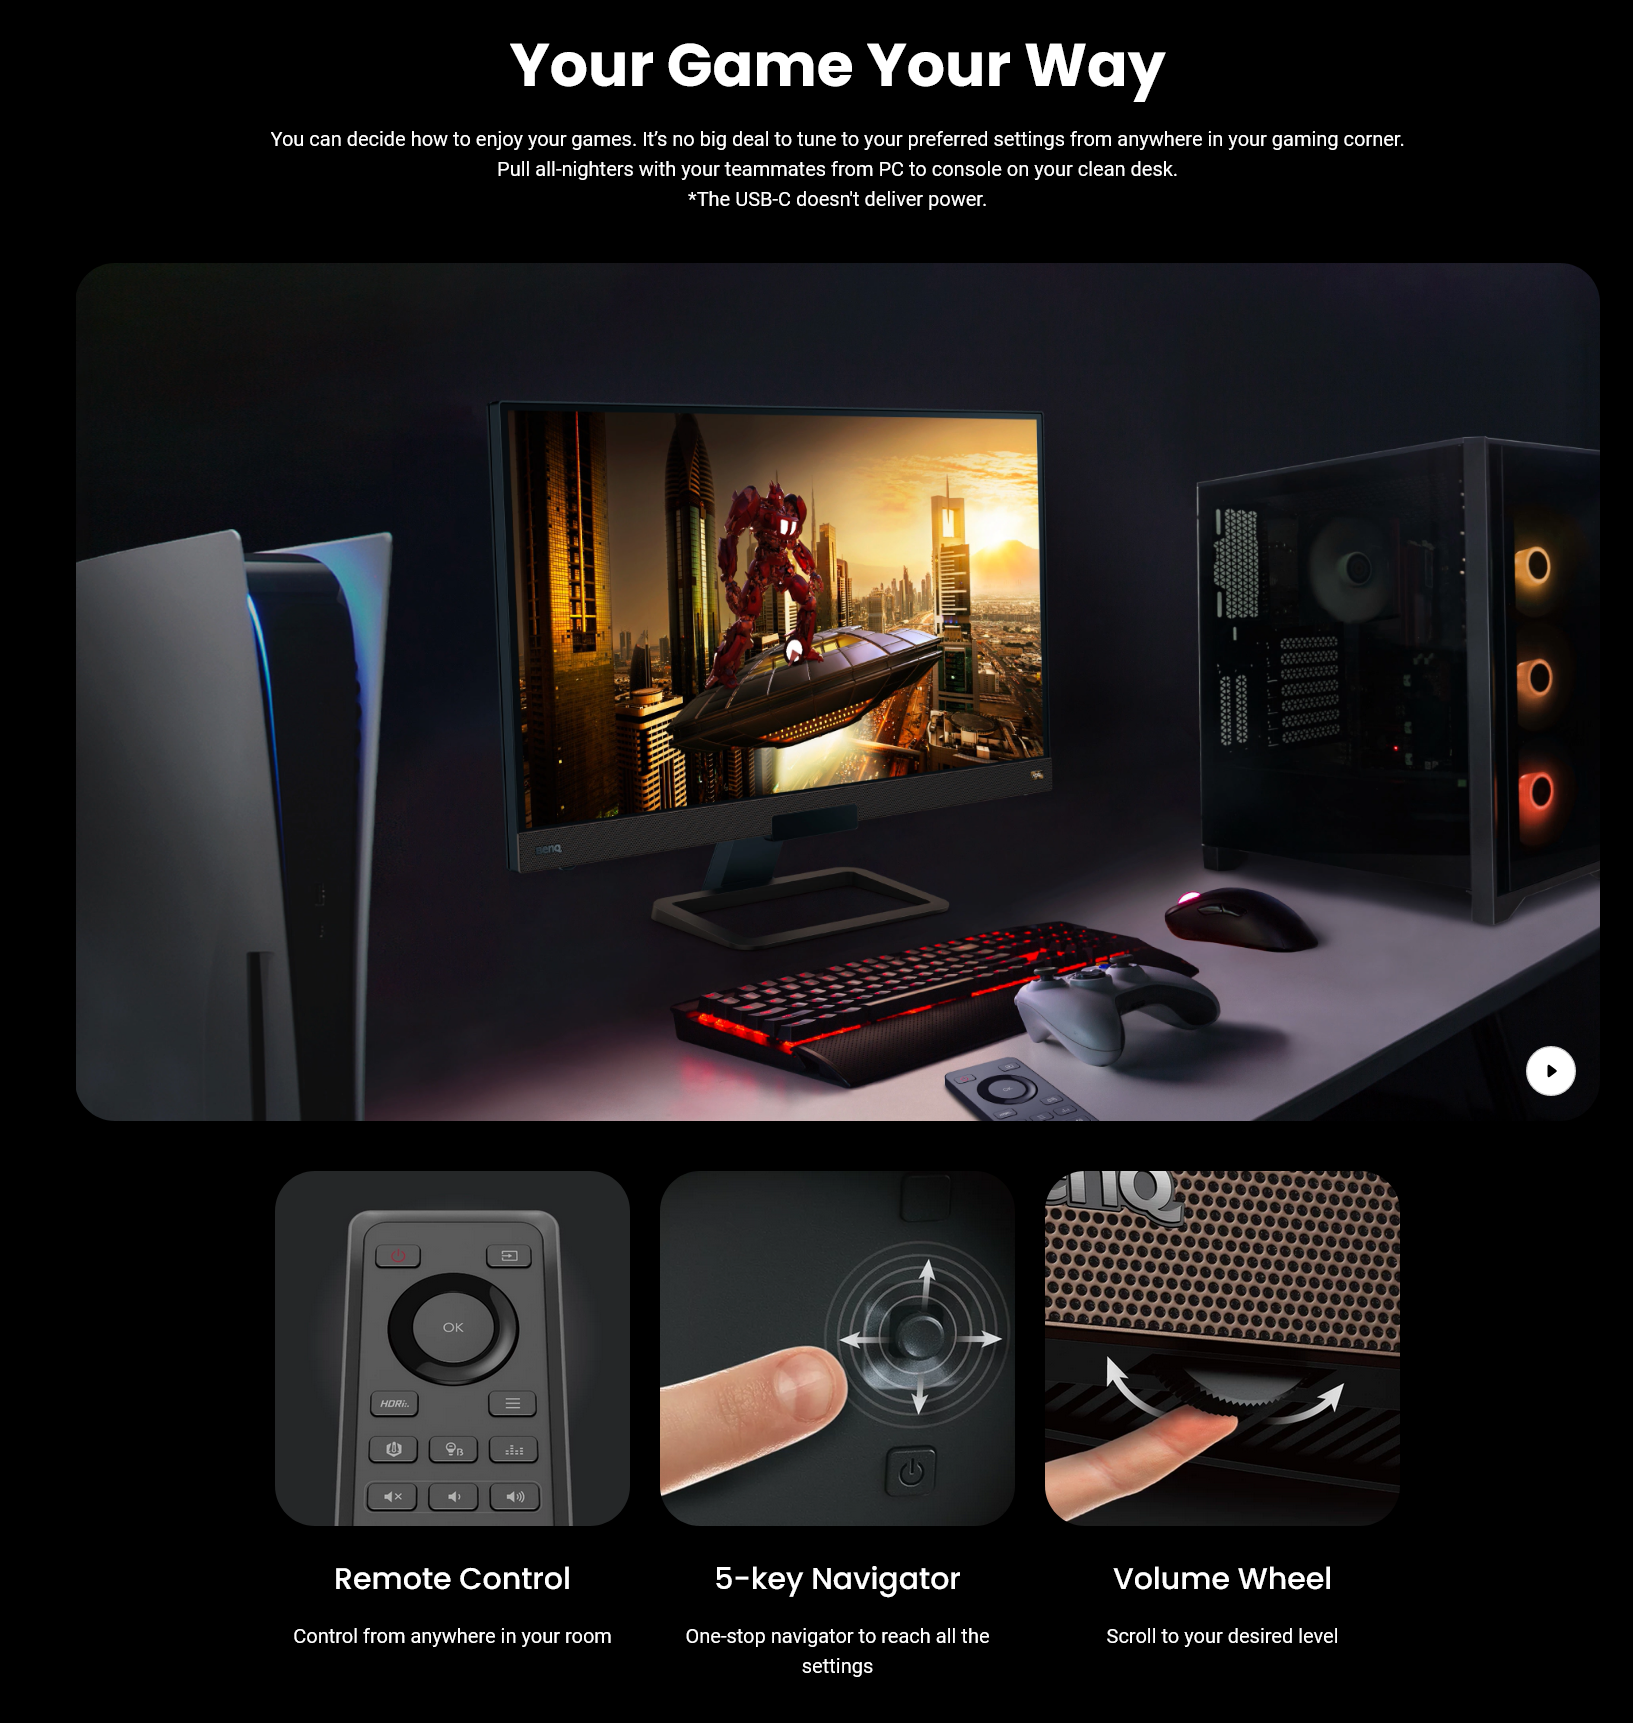 Your Game Your Way
You can decide how to enjoy your games. It’s no big deal to tune to your preferred settings from anywhere in your gaming corner.
Pull all-nighters with your teammates from PC to console on your clean desk.
*The USB-C doesn't deliver power.
BenQ
OK
HDRi
B
enQ
Remote Control
5-key Navigator
Volume Wheel
Control from anywhere in your room
One-stop navigator to reach all the
settings
Scroll to your desired level